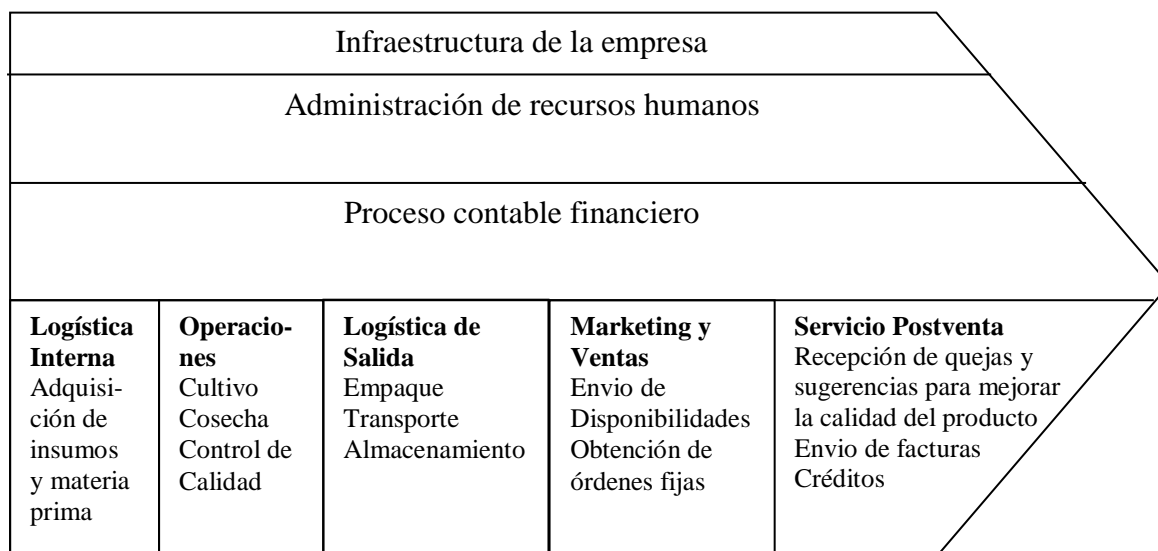 Infraestructura de la empresa
Administración de recursos humanos
Proceso contable financiero
Logística
Interna
Adquisi-
ción de
insumos
y materia
prima
Operacio-
nes
Cultivo
Cosecha
Control de
Calidad
Logística de
Salida
Empaque
Transporte
Almacenamiento
Marketing y
Ventas
Envio de
Disponibilidades
Obtención de
órdenes fijas
Servicio Postventa
Recepción de quejas y
sugerencias para mejorar
la calidad del producto
Envio de facturas
Créditos